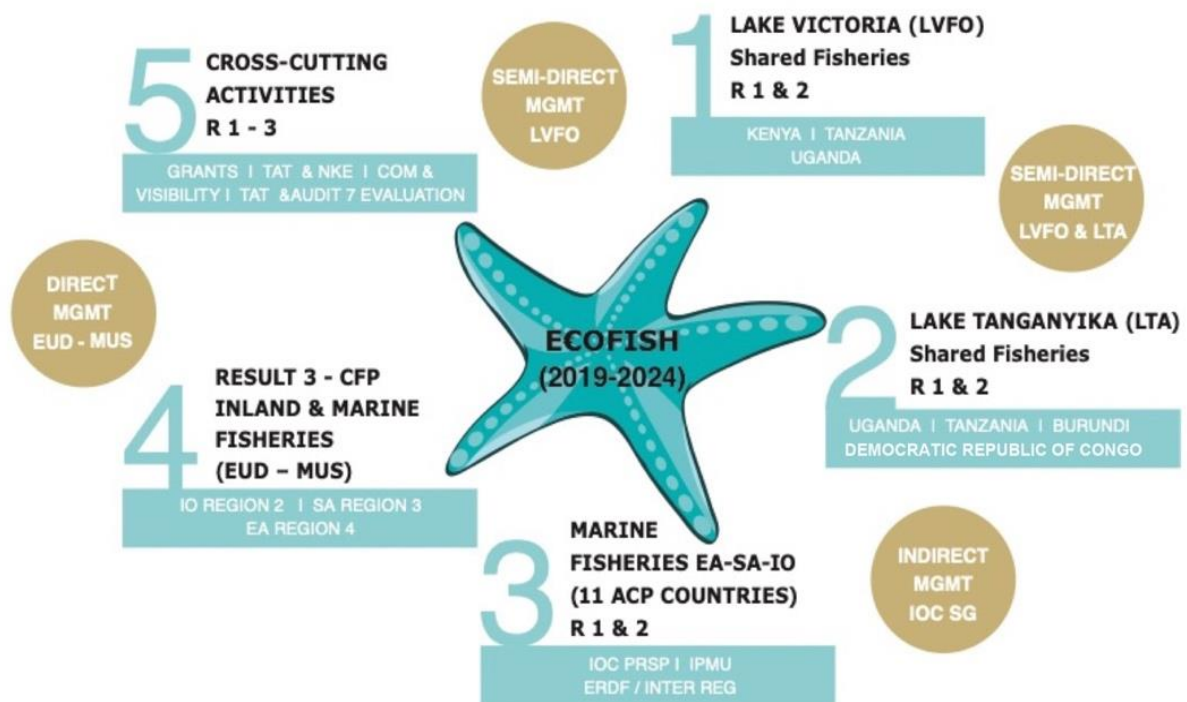 5
CROSS-CUTTING
ACTIVITIES
R 1 - 3
GRANTS I TAT & NKE I COM &
VISIBILITY I TAT &AUDIT 7 EVALUATION
SEMI-DIRECT
MGMT
LVFO
1
LAKE VICTORIA (LVFO)
Shared Fisheries
R 1 & 2
KENYA I TANZANIA
UGANDA
SEMI-DIRECT
MGMT
LVFO & LTA
DIRECT
MGMT
EUD - MUS
ECOFISH
(2019-2024)
2
LAKE TANGANYIKA (LTA)
Shared Fisheries
R 1 & 2
UGANDA I TANZANIA I BURUNDI
DEMOCRATIC REPUBLIC OF CONGO
4
RESULT 3 - CFP
INLAND & MARINE
FISHERIES
(EUD – MUS)
IO REGION 2 I SA REGION 3
EA REGION 4
3
MARINE
FISHERIES EA-SA-IO
(11 ACP COUNTRIES)
R 1 & 2
IOC PRSP I IPMU
ERDF / INTER REG
INDIRECT
MGMT
IOC SG